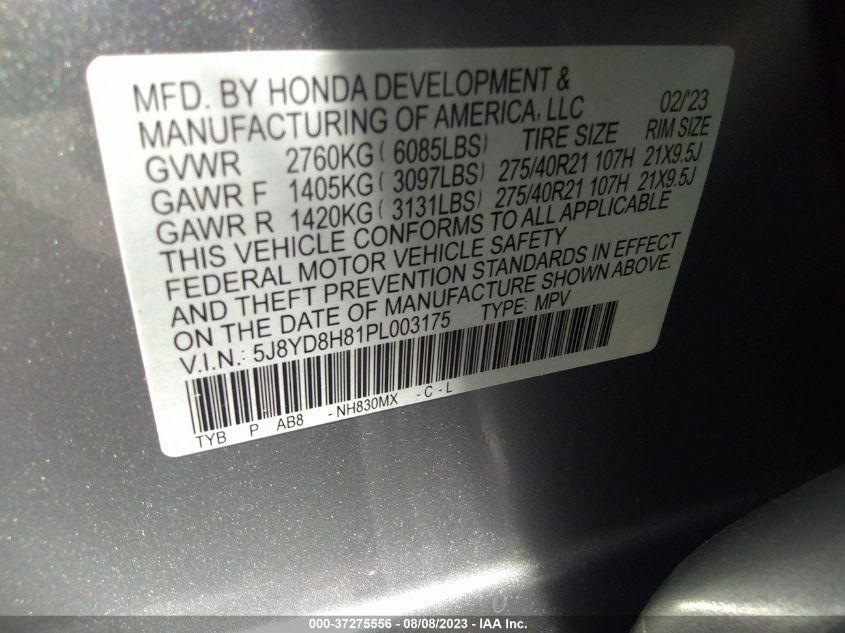 MFD. BY HONDA DEVELOPMENT &
MANUFACTURING OF AMERICA, LLC 02/'23
GVWR 2760KG ( 6085LBS) TIRE SIZE RIM SIZE
GAWR F 1405KG ( 3097LBS) 275/40R21 107H 21X9.5J
GAWR R 1420KG ( 3131LBS) 275/40R21 107H 21X9.5J
THIS VEHICLE CONFORMS TO ALL APPLICABLE
FEDERAL MOTOR VEHICLE SAFETY
AND THEFT PREVENTION STANDARDS IN EFFECT
ON THE DATE OF MANUFACTURE SHOWN ABOVE.
V.I.N.: 5J8YD8H81PL003175 TYPE: MPV
TYB P AB8 - NH830MX - C - L
000-37275556 - 08/08/2023 - IAA Inc.